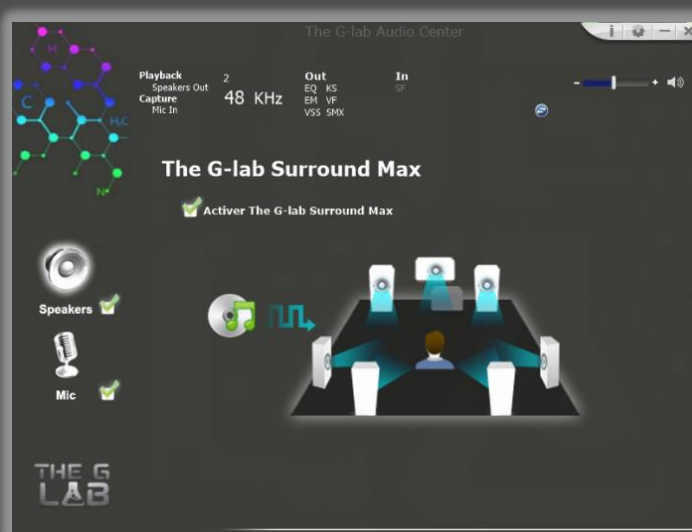 The G-lab Audio Center
H
C
H₃C
N
Playback
Speakers Out
Capture
Mic In
2
48 KHz
Out
EQ KS
EM VF
VSS SMX
In
SF
The G-lab Surround Max
Activer The G-lab Surround Max
Speakers
Mic
THE G
LAB